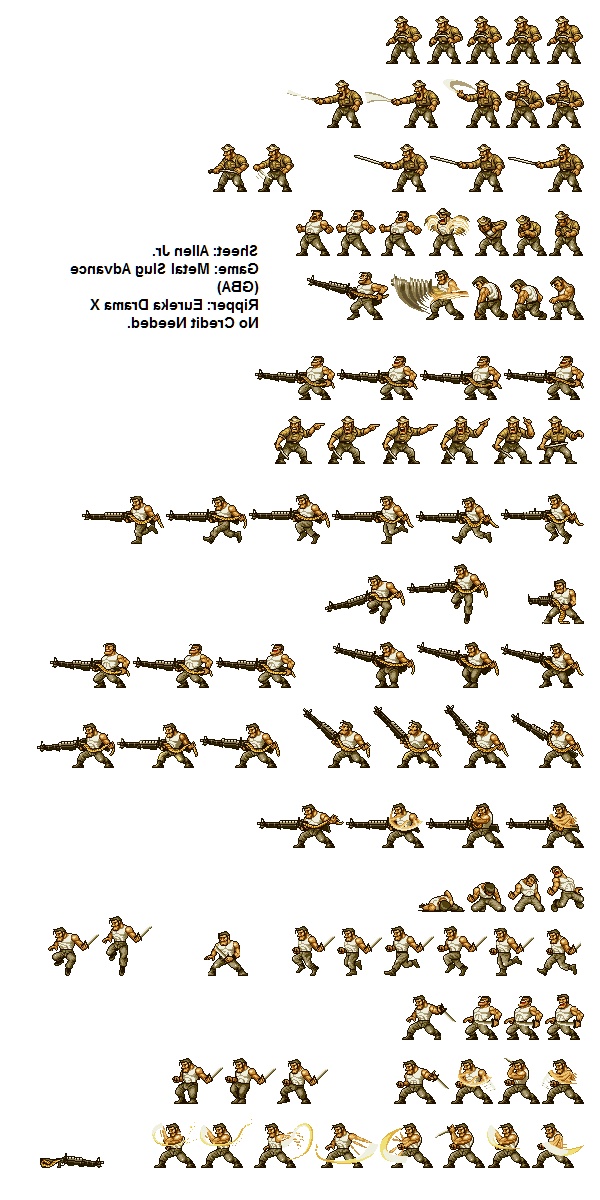 Sheet: Allen Jr.
Game: Metal Slug Advance
(GBA)
Ripper: Eureka Drama X
No Credit Needed.